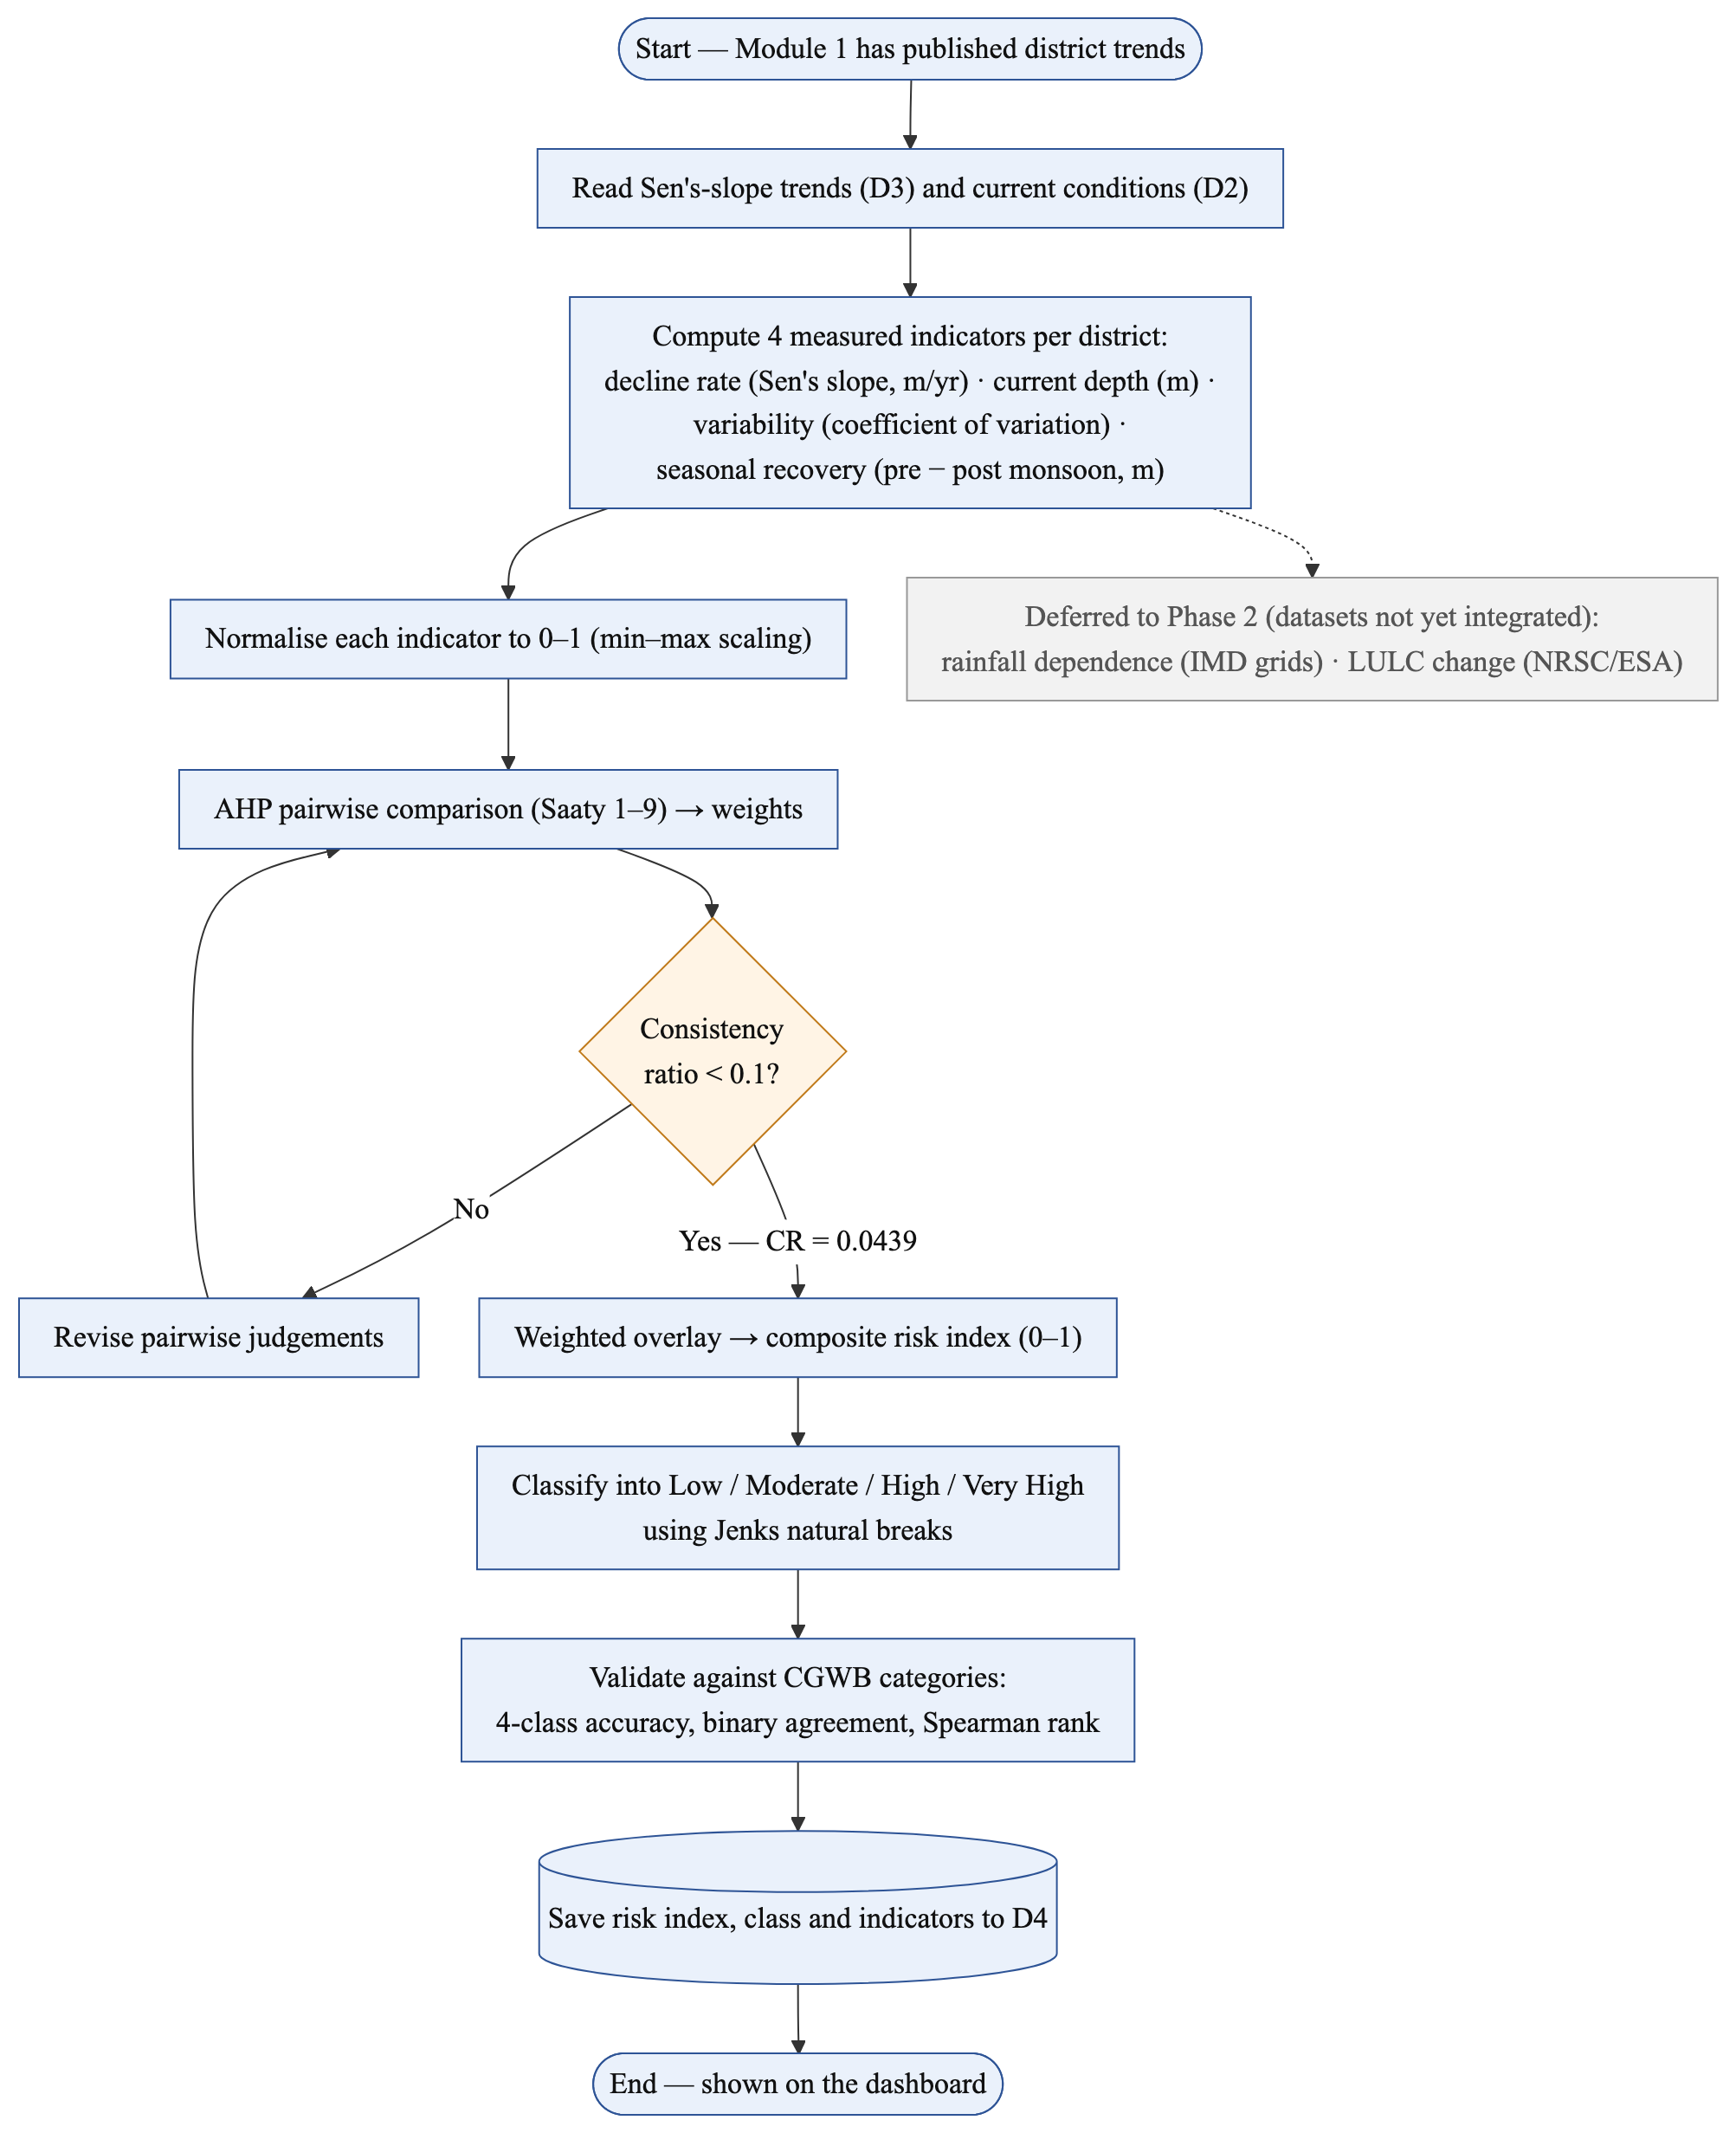 Start — Module 1 has published district trends
Read Sen's-slope trends (D3) and current conditions (D2)
Compute 4 measured indicators per district:
decline rate (Sen's slope, m/yr) · current depth (m) ·
variability (coefficient of variation) ·
seasonal recovery (pre − post monsoon, m)
Normalise each indicator to 0–1 (min–max scaling)
Deferred to Phase 2 (datasets not yet integrated):
rainfall dependence (IMD grids) · LULC change (NRSC/ESA)
AHP pairwise comparison (Saaty 1–9) → weights
Consistency
ratio < 0.1?
No
Yes — CR = 0.0439
Revise pairwise judgements
Weighted overlay → composite risk index (0–1)
Classify into Low / Moderate / High / Very High
using Jenks natural breaks
Validate against CGWB categories:
4-class accuracy, binary agreement, Spearman rank
Save risk index, class and indicators to D4
End — shown on the dashboard